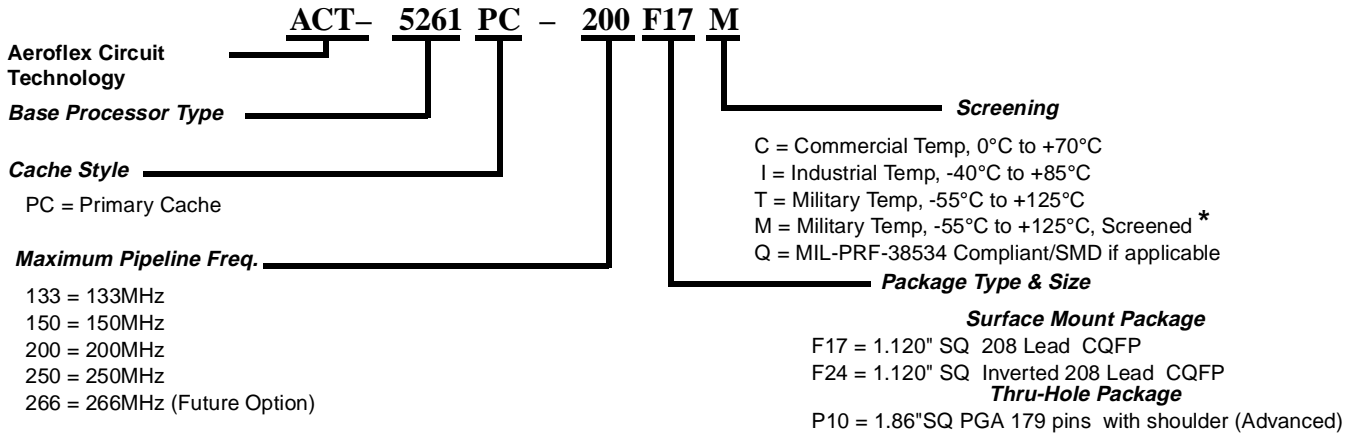 ACT– 5261 PC – 200 F17 M
Aeroflex Circuit
Technology
Base Processor Type
Cache Style
PC = Primary Cache
Maximum Pipeline Freq.
133 = 133MHz
150 = 150MHz
200 = 200MHz
250 = 250MHz
266 = 266MHz (Future Option)
Screening
C = Commercial Temp, 0°C to +70°C
I = Industrial Temp, -40°C to +85°C
T = Military Temp, -55°C to +125°C
M = Military Temp, -55°C to +125°C, Screened *
Q = MIL-PRF-38534 Compliant/SMD if applicable
Package Type & Size
Surface Mount Package
F17 = 1.120" SQ 208 Lead CQFP
F24 = 1.120" SQ Inverted 208 Lead CQFP
Thru-Hole Package
P10 = 1.86"SQ PGA 179 pins with shoulder (Advanced)